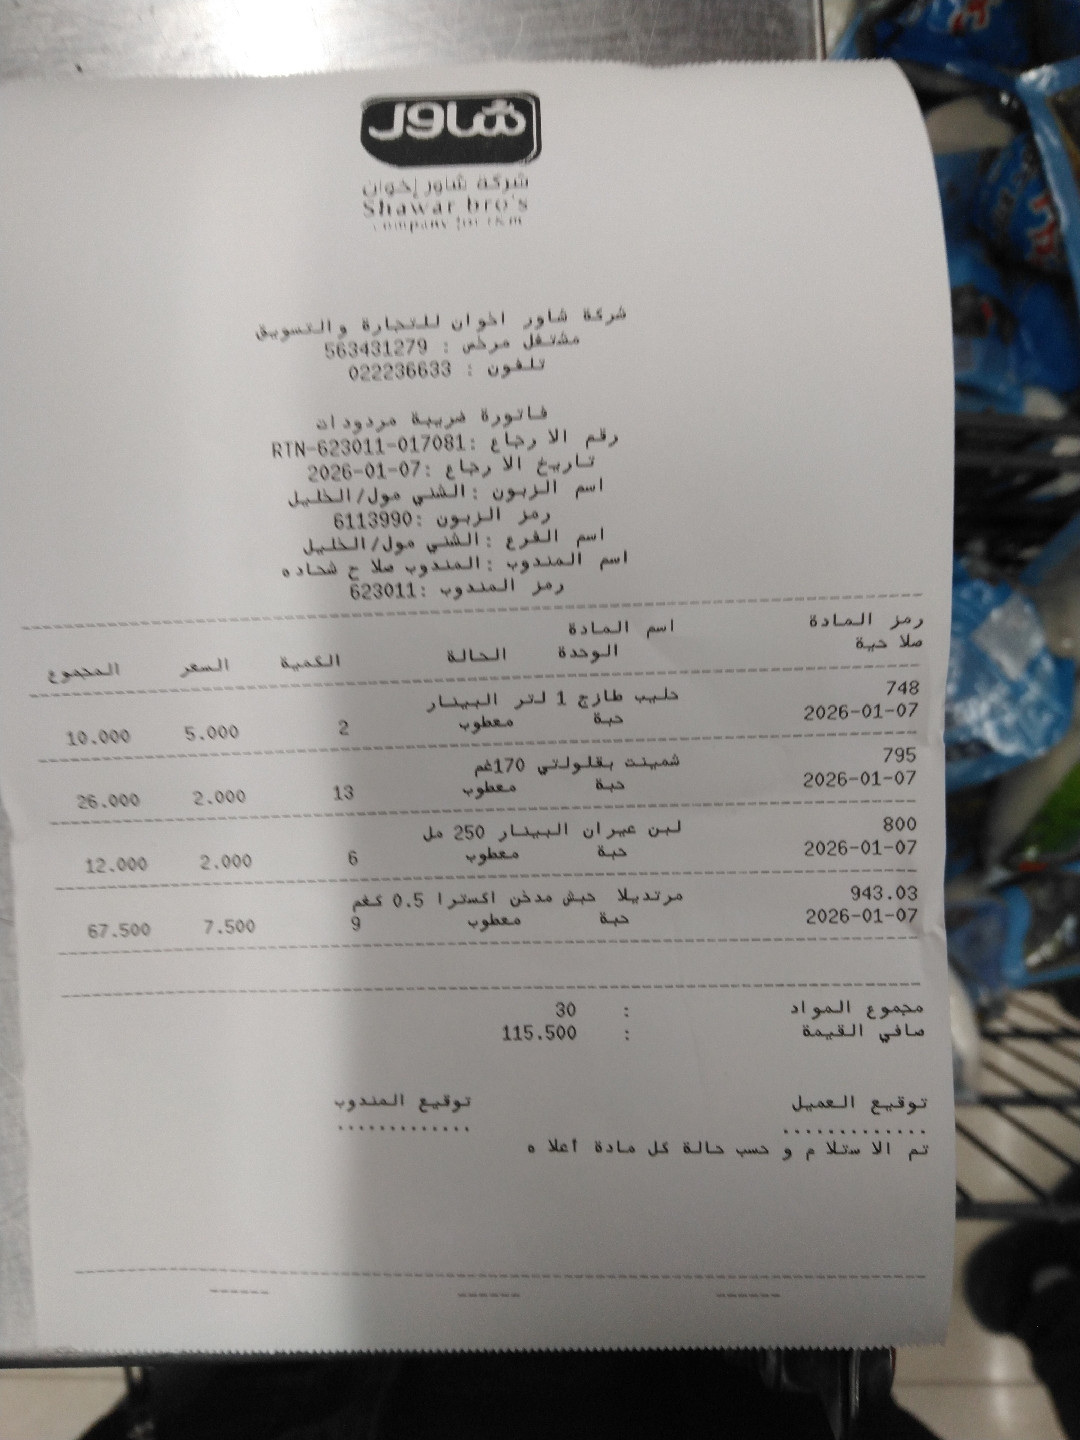 شاور
شركة شاور إخوان
Shawar bro's
company for t&m
شركة شاور اخوان للتجارة والتسويق
مشتغل مرخص : 563431279
تلفون : 022236633
فاتورة ضريبة مردودات
رقم الارجاع :RTN-623011-017081
تاريخ الارجاع :2026-01-07
اسم الزبون :الشني مول/الخليل
رمز الزبون :6113990
اسم الفرع :الشني مول/الخليل
اسم المندوب :المندوب صلاح شحاده
رمز المندوب :623011
رمز المادة اسم المادة
صلاحية الوحدة الحالة الكمية السعر المجموع
748 حليب طازج 1 لتر البينار
2026-01-07 حبة معطوب 2 5.000 10.000
795 شمينت بقلولتي 170غم
2026-01-07 حبة معطوب 13 2.000 26.000
800 لبن عيران البينار 250 مل
2026-01-07 حبة معطوب 6 2.000 12.000
943.03 مرتديلا حبش مدخن اكسترا 0.5 كغم
2026-01-07 حبة معطوب 9 7.500 67.500
مجموع المواد : 30
صافي القيمة : 115.500
توقيع العميل توقيع المندوب
............. .............
تم الاستلام و حسب حالة كل مادة أعلاه